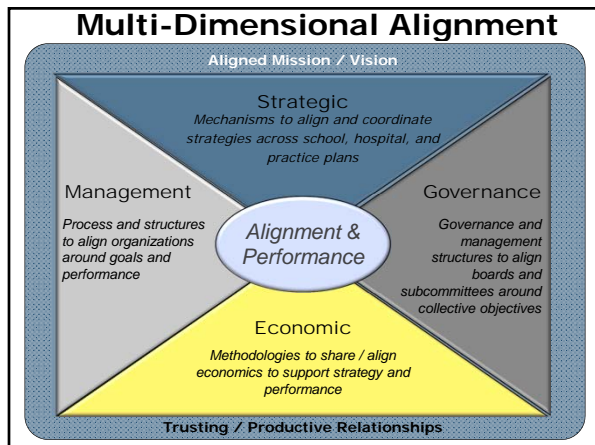 Multi-Dimensional Alignment
Aligned Mission / Vision
Strategic
Mechanisms to align and coordinate
strategies across school, hospital, and
practice plans
Management
Process and structures
to align organizations
around goals and
performance
Alignment &
Performance
Governance
Governance and
management
structures to align
boards and
subcommittees around
collective objectives
Economic
Methodologies to share / align
economics to support strategy and
performance
Trusting / Productive Relationships